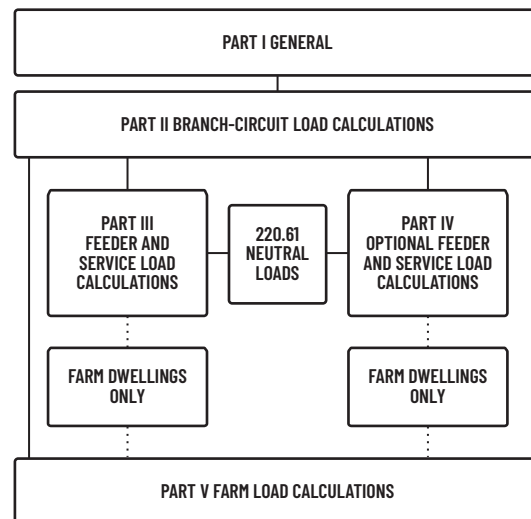 PART I GENERAL
PART II BRANCH-CIRCUIT LOAD CALCULATIONS
PART III
FEEDER AND
SERVICE LOAD
CALCULATIONS
220.61
NEUTRAL
LOADS
PART IV
OPTIONAL FEEDER
AND SERVICE LOAD
CALCULATIONS
FARM DWELLINGS
ONLY
FARM DWELLINGS
ONLY
PART V FARM LOAD CALCULATIONS